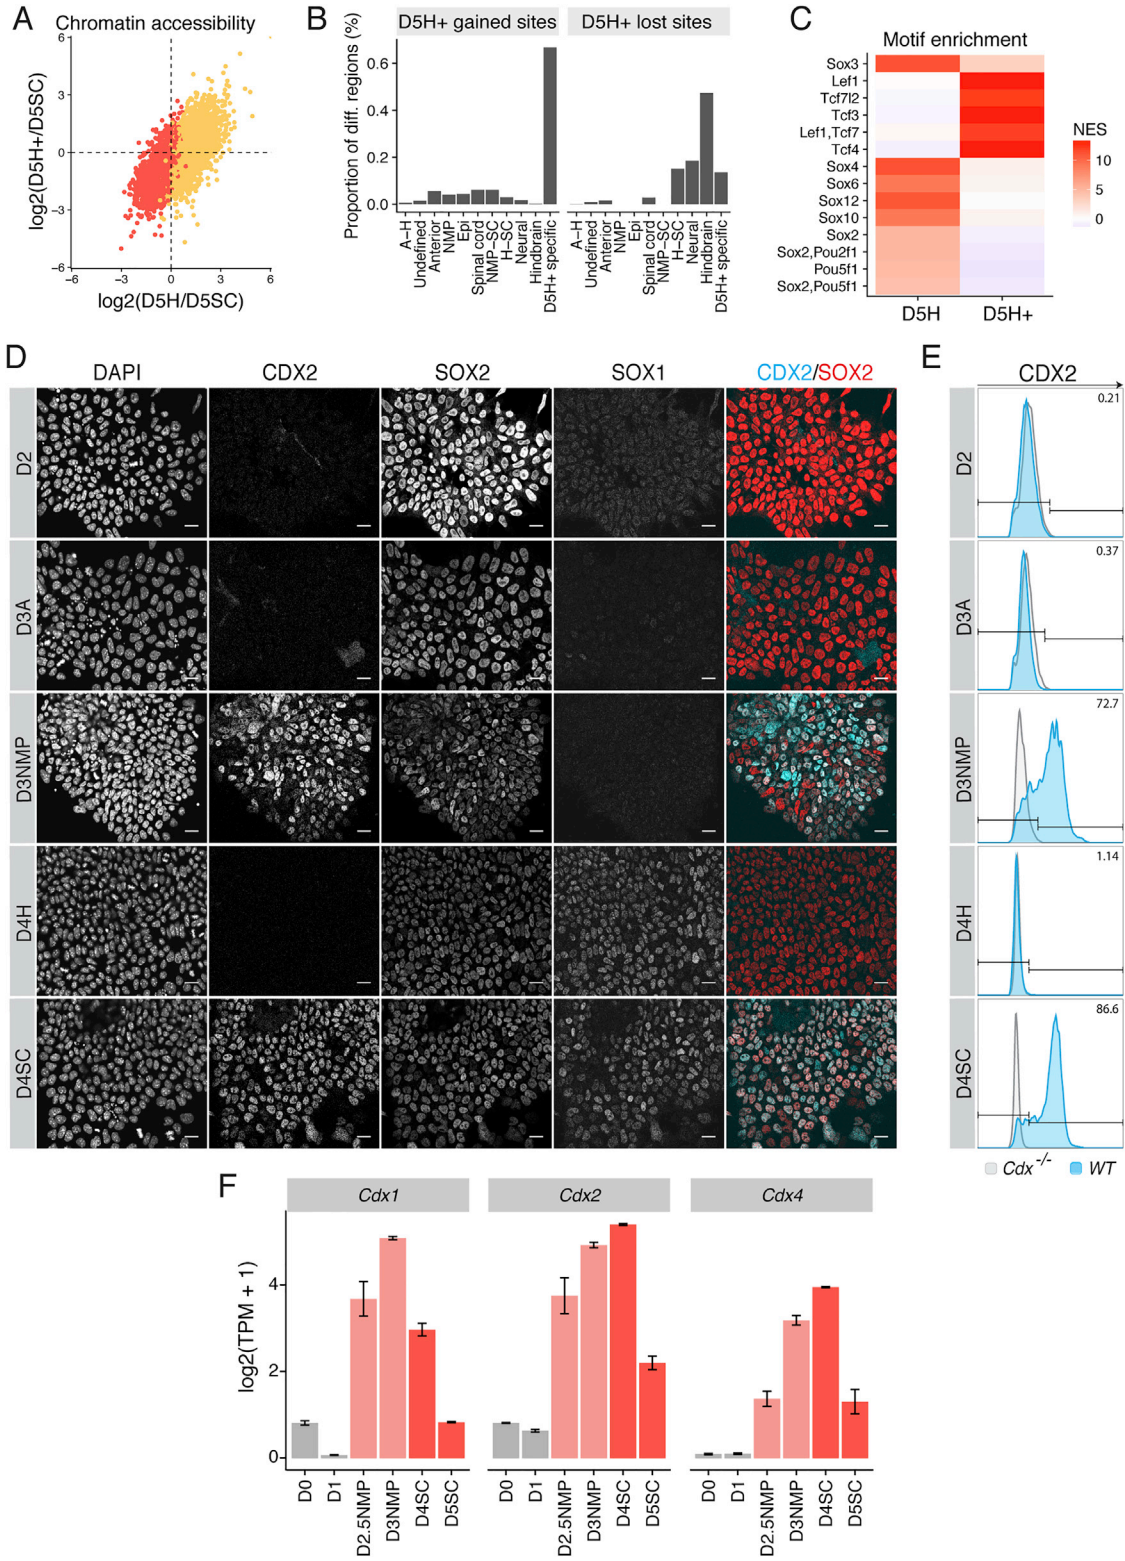 A
Chromatin accessibility
log2(D5H+/D5SC)
6
3
0
−3
−6
−6
−3
0
3
6
log2(D5H/D5SC)
B
D5H+ gained sites
D5H+ lost sites
Proportion of diff. regions (%)
0.6
0.4
0.2
0.0
A−H
Undefined
Anterior
NMP
Epi
Spinal cord
NMP−SC
H−SC
Neural
Hindbrain
D5H+ specific
A−H
Undefined
Anterior
NMP
Epi
Spinal cord
NMP−SC
H−SC
Neural
Hindbrain
D5H+ specific
C
Motif enrichment
Sox3
Lef1
Tcf7l2
Tcf3
Lef1,Tcf7
Tcf4
Sox4
Sox6
Sox12
Sox10
Sox2
Sox2,Pou2f1
Pou5f1
Sox2,Pou5f1
D5H
D5H+
NES
10
5
0
D
DAPI
CDX2
SOX2
SOX1
CDX2/SOX2
D2
D3A
D3NMP
D4H
D4SC
E
CDX2
D2
0.21
D3A
0.37
D3NMP
72.7
D4H
1.14
D4SC
86.6
Cdx-/-
WT
F
Cdx1
Cdx2
Cdx4
log2(TPM + 1)
4
2
0
D0
D1
D2.5NMP
D3NMP
D4SC
D5SC
D0
D1
D2.5NMP
D3NMP
D4SC
D5SC
D0
D1
D2.5NMP
D3NMP
D4SC
D5SC